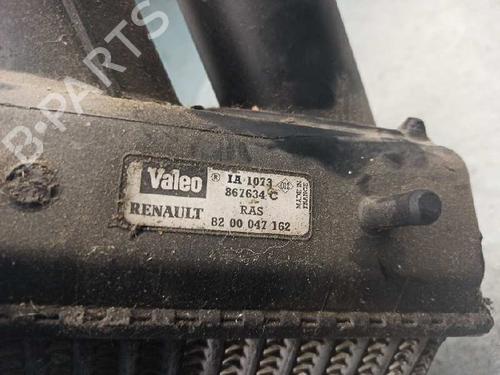 B-PARTS
Valeo ® IA 1073
867634 C
MADE IN
FRANCE
RENAULT RAS
82 00 047 162